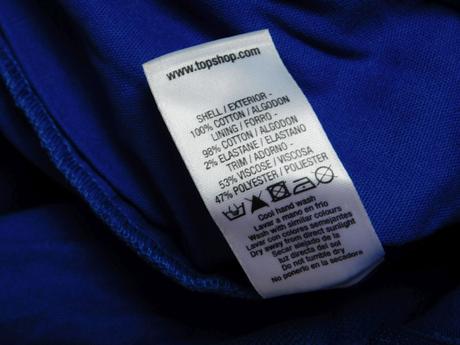 www.topshop.com
SHELL / EXTERIOR -
100% COTTON / ALGODON
LINING / FORRO -
98% COTTON / ALGODON
2% ELASTANE / ELASTANO
TRIM / ADORNO -
53% VISCOSE / VISCOSA
47% POLYESTER / POLIESTER
Cool hand wash
Lavar a mano en frio
Wash with similar colours
Lavar con colores semejantes
Dry away from direct sunlight
Secar alejado de la
luz directa del sol
Do not tumble dry
No ponerlo en la secadora